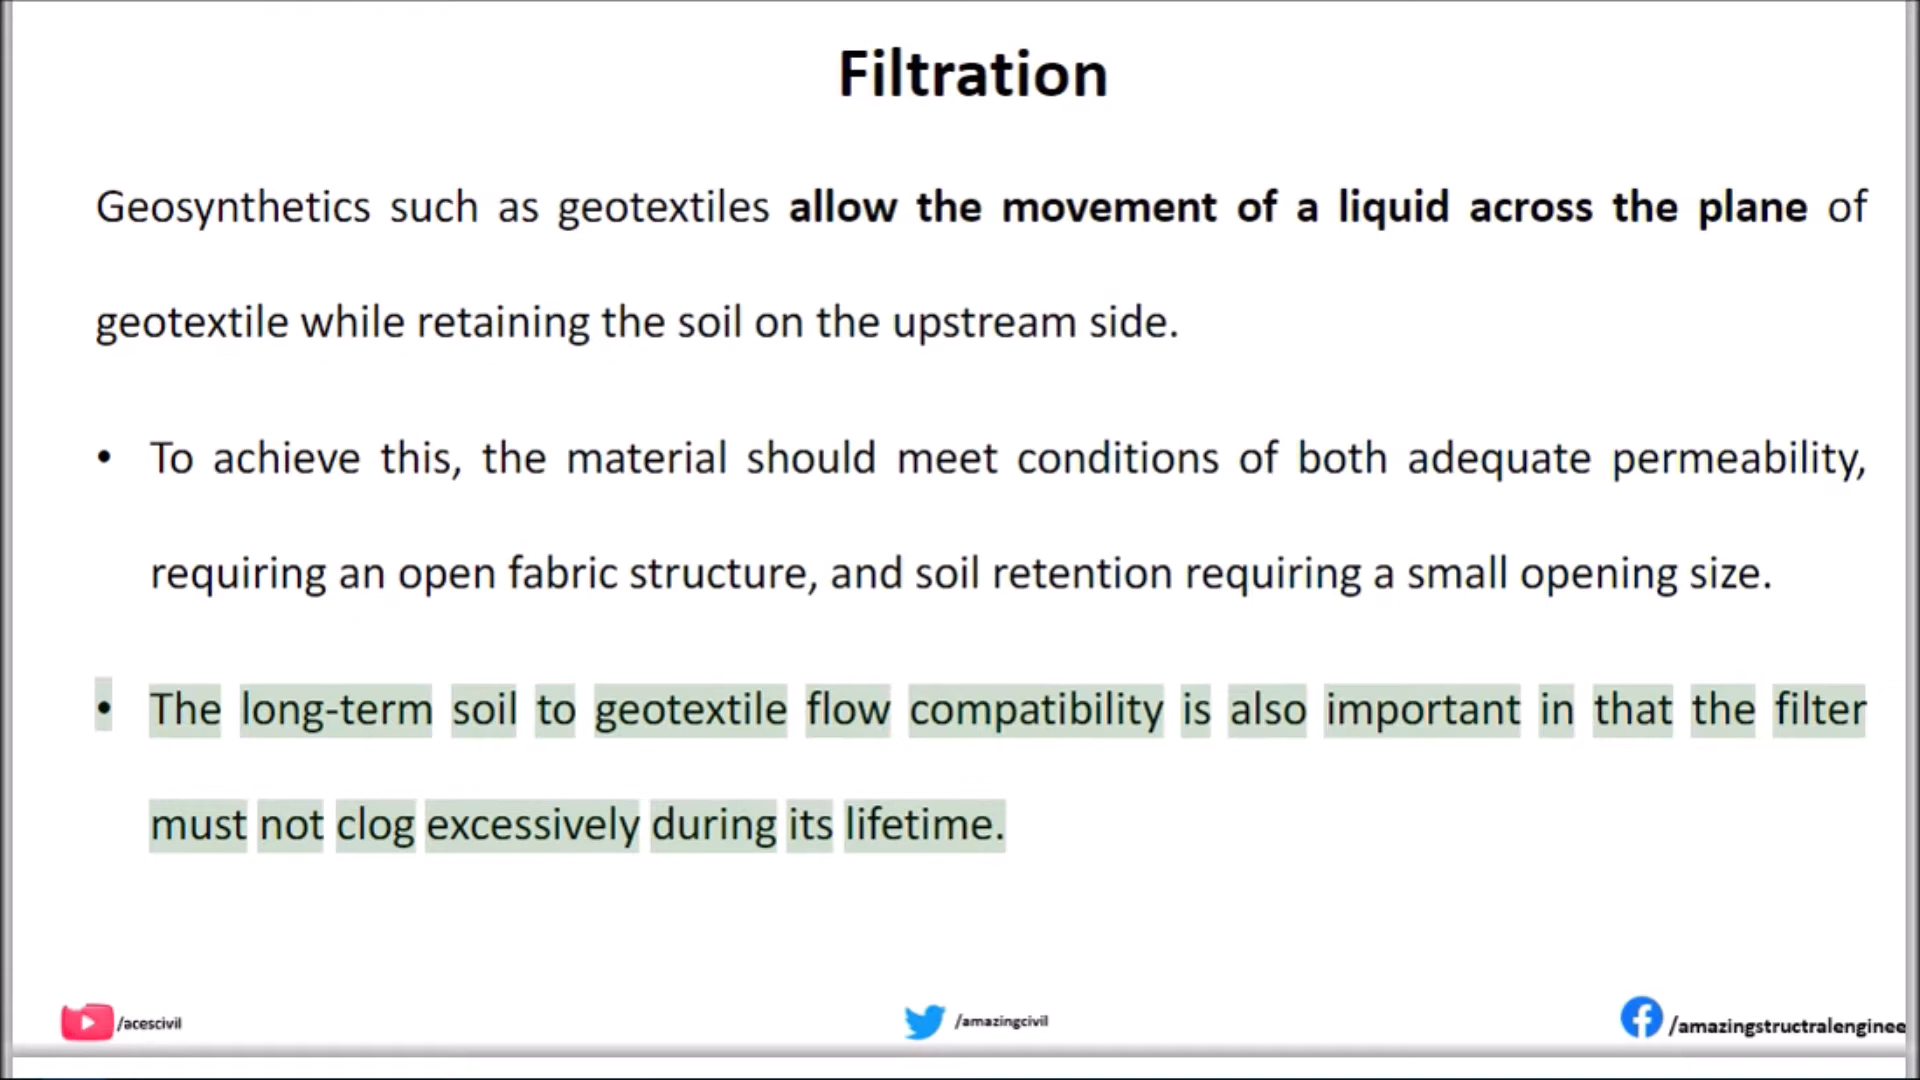 Filtration
Geosynthetics such as geotextiles allow the movement of a liquid across the plane of
geotextile while retaining the soil on the upstream side.
• To achieve this, the material should meet conditions of both adequate permeability,
requiring an open fabric structure, and soil retention requiring a small opening size.
• The long-term soil to geotextile flow compatibility is also important in that the filter
must not clog excessively during its lifetime.
/acescivil
/amazingcivil
/amazingstructralenginee